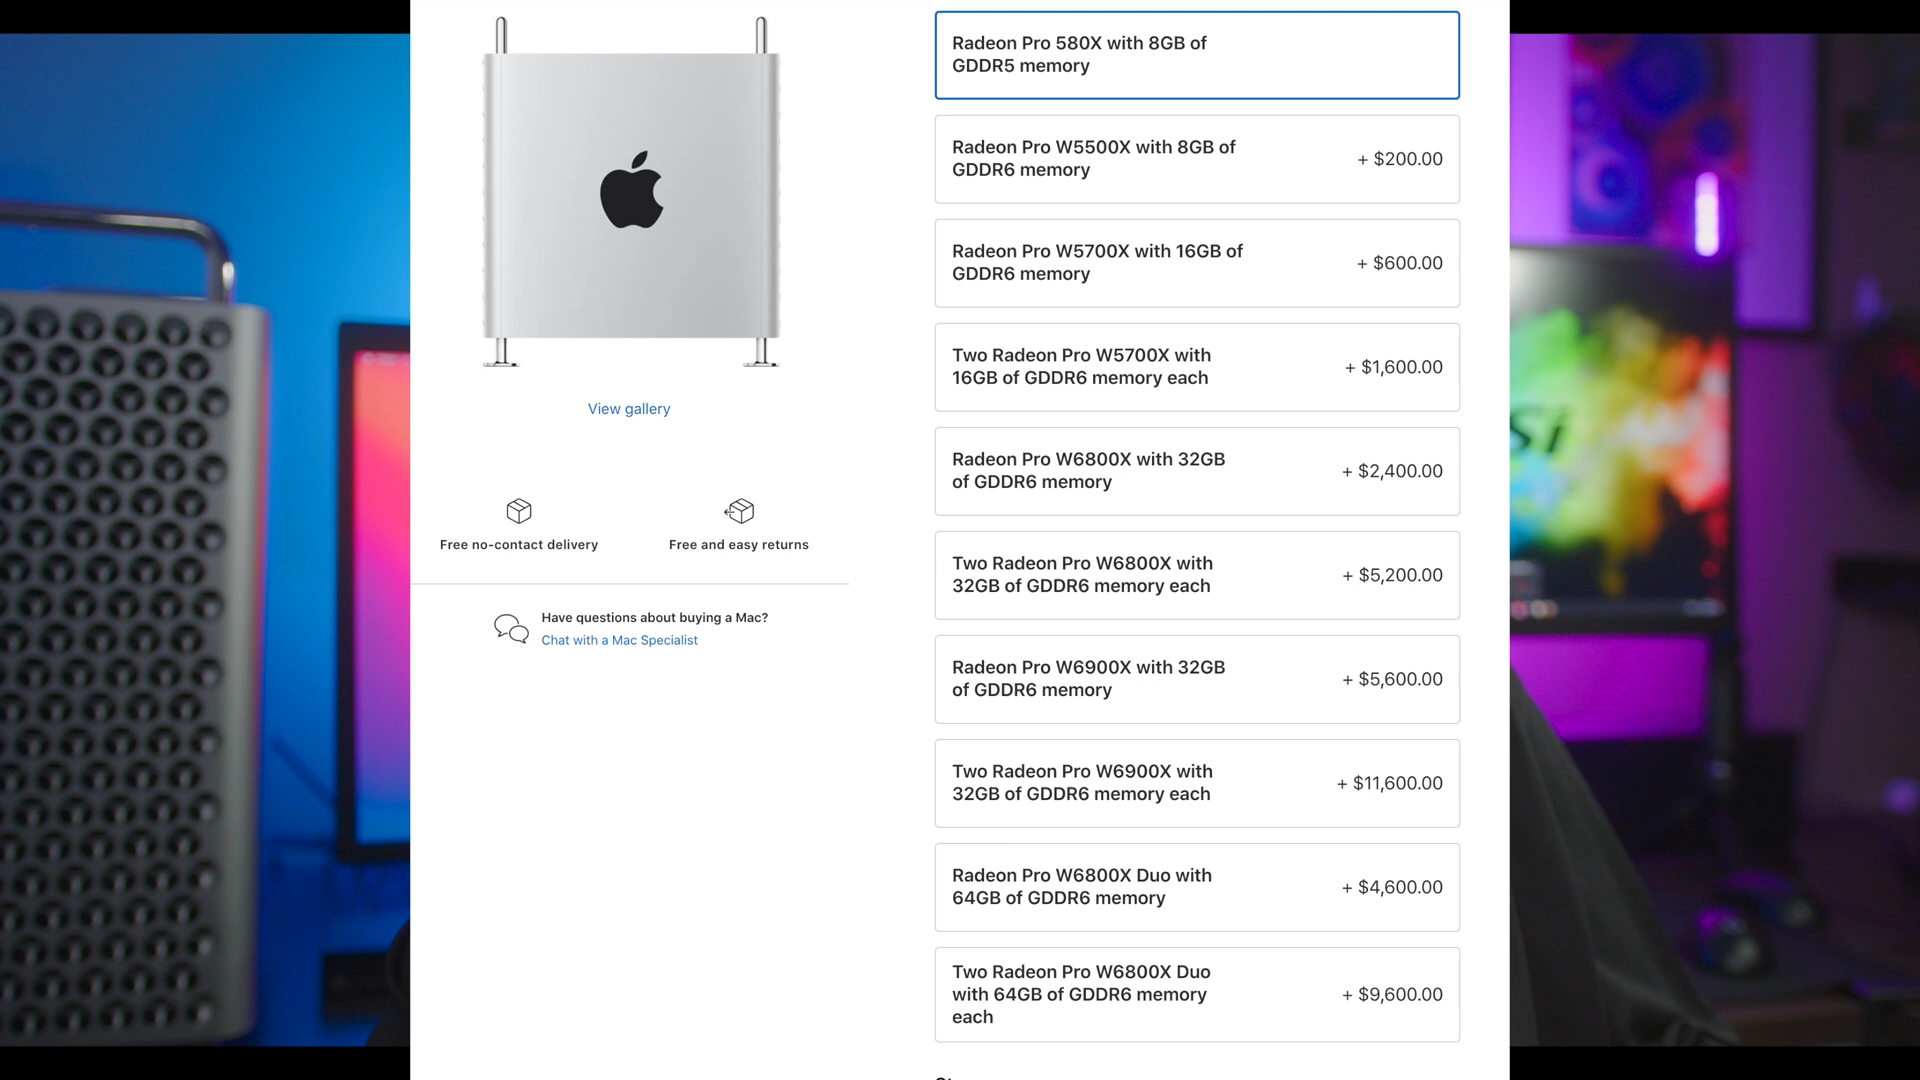 Radeon Pro 580X with 8GB of
GDDR5 memory
Radeon Pro W5500X with 8GB of
GDDR6 memory
+ $200.00
Radeon Pro W5700X with 16GB of
GDDR6 memory
+ $600.00
Two Radeon Pro W5700X with
16GB of GDDR6 memory each
+ $1,600.00
Radeon Pro W6800X with 32GB
of GDDR6 memory
+ $2,400.00
Two Radeon Pro W6800X with
32GB of GDDR6 memory each
+ $5,200.00
Radeon Pro W6900X with 32GB
of GDDR6 memory
+ $5,600.00
Two Radeon Pro W6900X with
32GB of GDDR6 memory each
+ $11,600.00
Radeon Pro W6800X Duo with
64GB of GDDR6 memory
+ $4,600.00
Two Radeon Pro W6800X Duo
with 64GB of GDDR6 memory
each
+ $9,600.00
View gallery
Free no-contact delivery
Free and easy returns
Have questions about buying a Mac?
Chat with a Mac Specialist